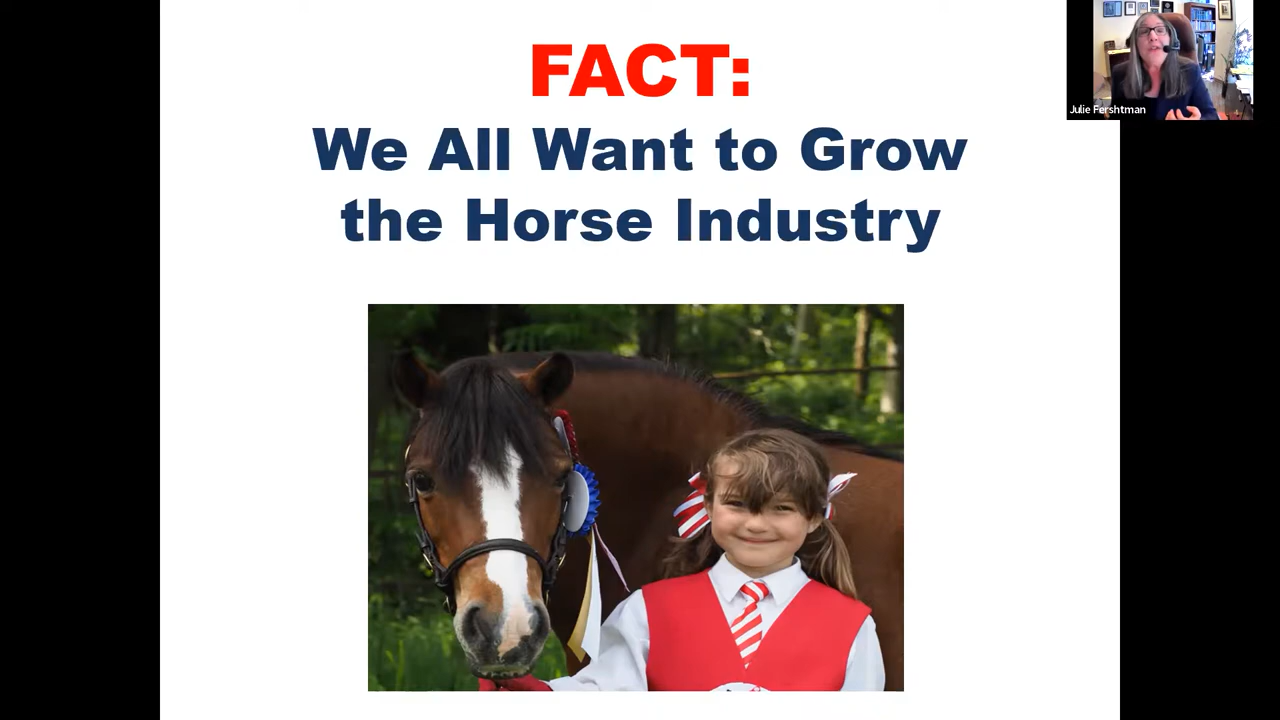 FACT:
We All Want to Grow
the Horse Industry
Julie Fershtman